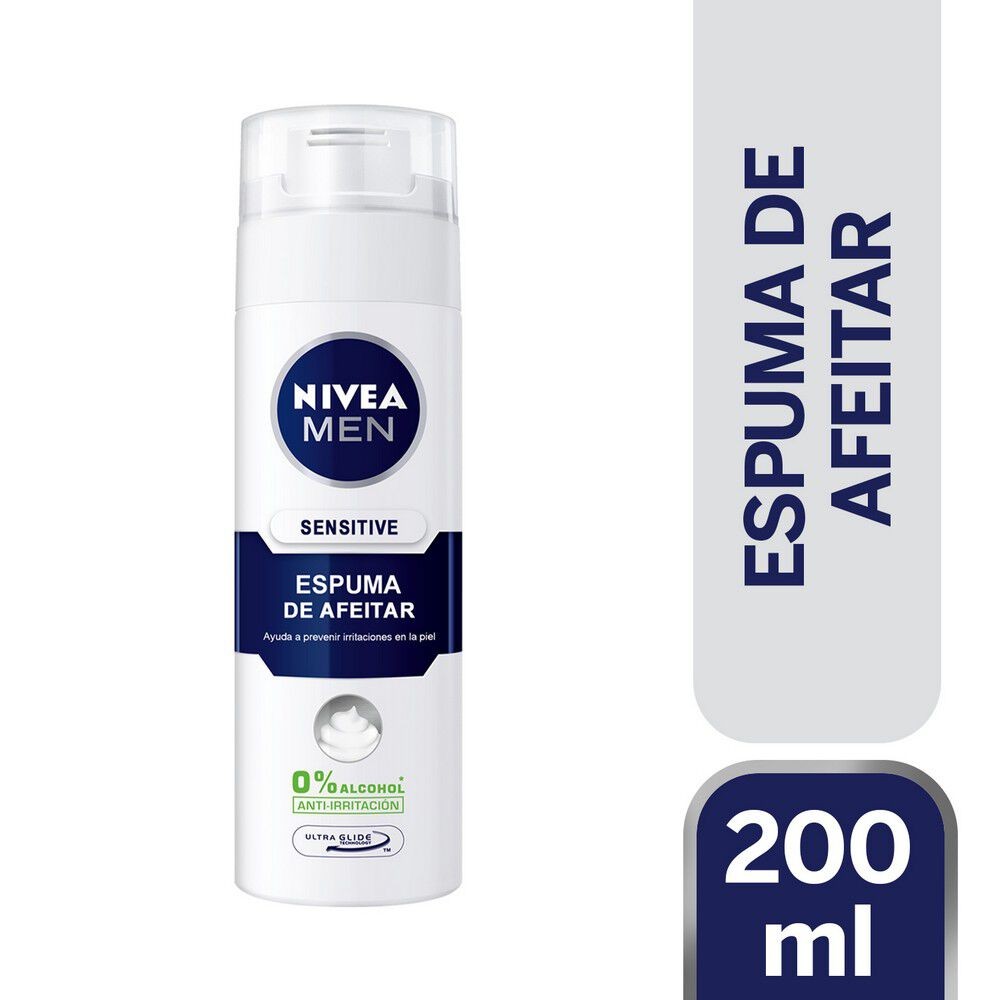 NIVEA
MEN
SENSITIVE
ESPUMA
DE AFEITAR
Ayuda a prevenir irritaciones en la piel
0% ALCOHOL*
ANTI-IRRITACIÓN
ULTRA GLIDE
TECHNOLOGY
TM
ESPUMA DE
AFEITAR
200
ml